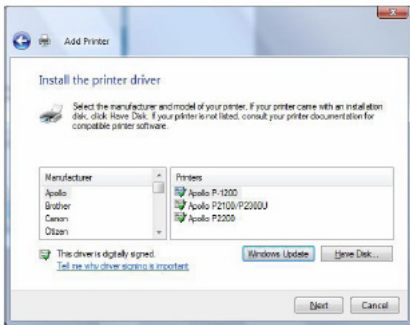 Add Printer
Install the printer driver
Select the manufacturer and model of your printer. If your printer came with an installation
disk, click Have Disk. If your printer is not listed, consult your printer documentation for
compatible printer software.
Manufacturer
Apollo
Brother
Canon
Citizen
Printers
Apollo P-1200
Apollo P2100/P2300U
Apollo P2200
This driver is digitally signed.
Tell me why driver signing is important
Windows Update
Have Disk...
Next
Cancel